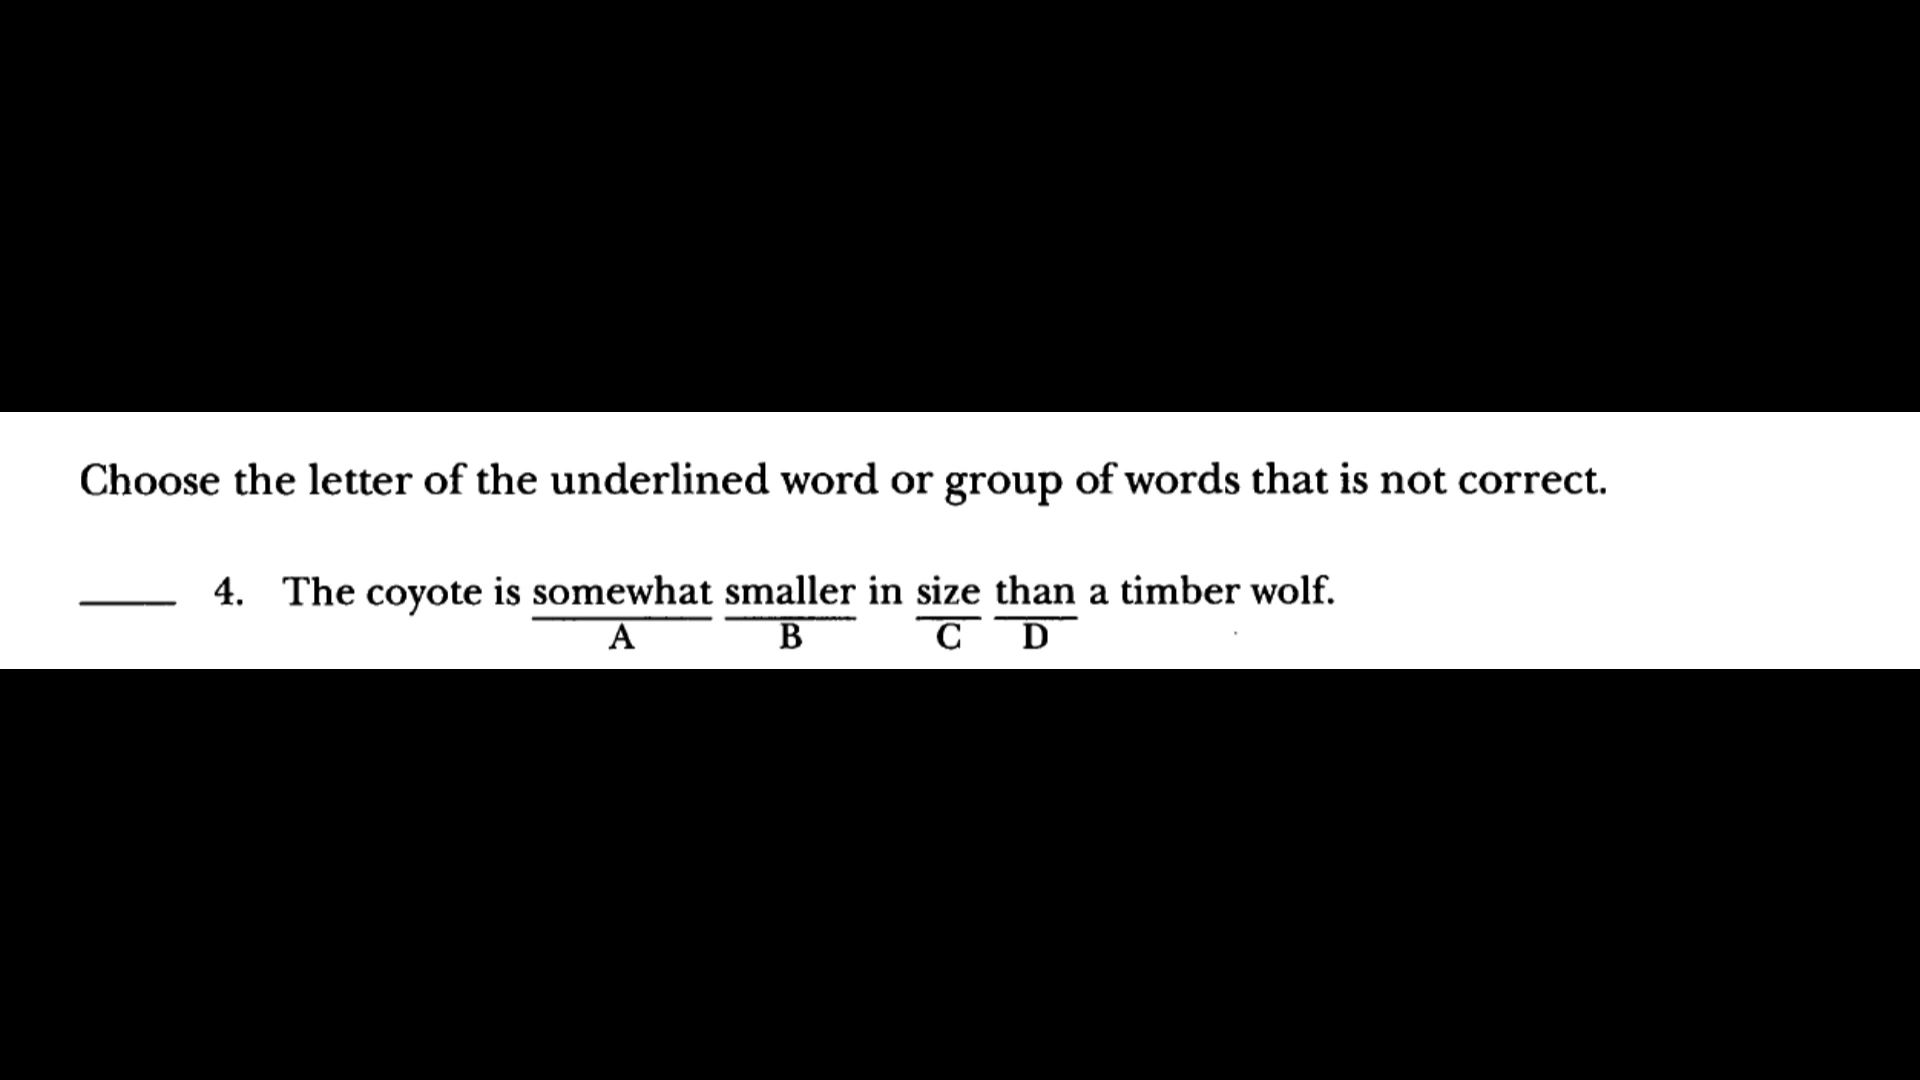 Choose the letter of the underlined word or group of words that is not correct.
____ 4. The coyote is somewhat smaller in size than a timber wolf.
A B C D